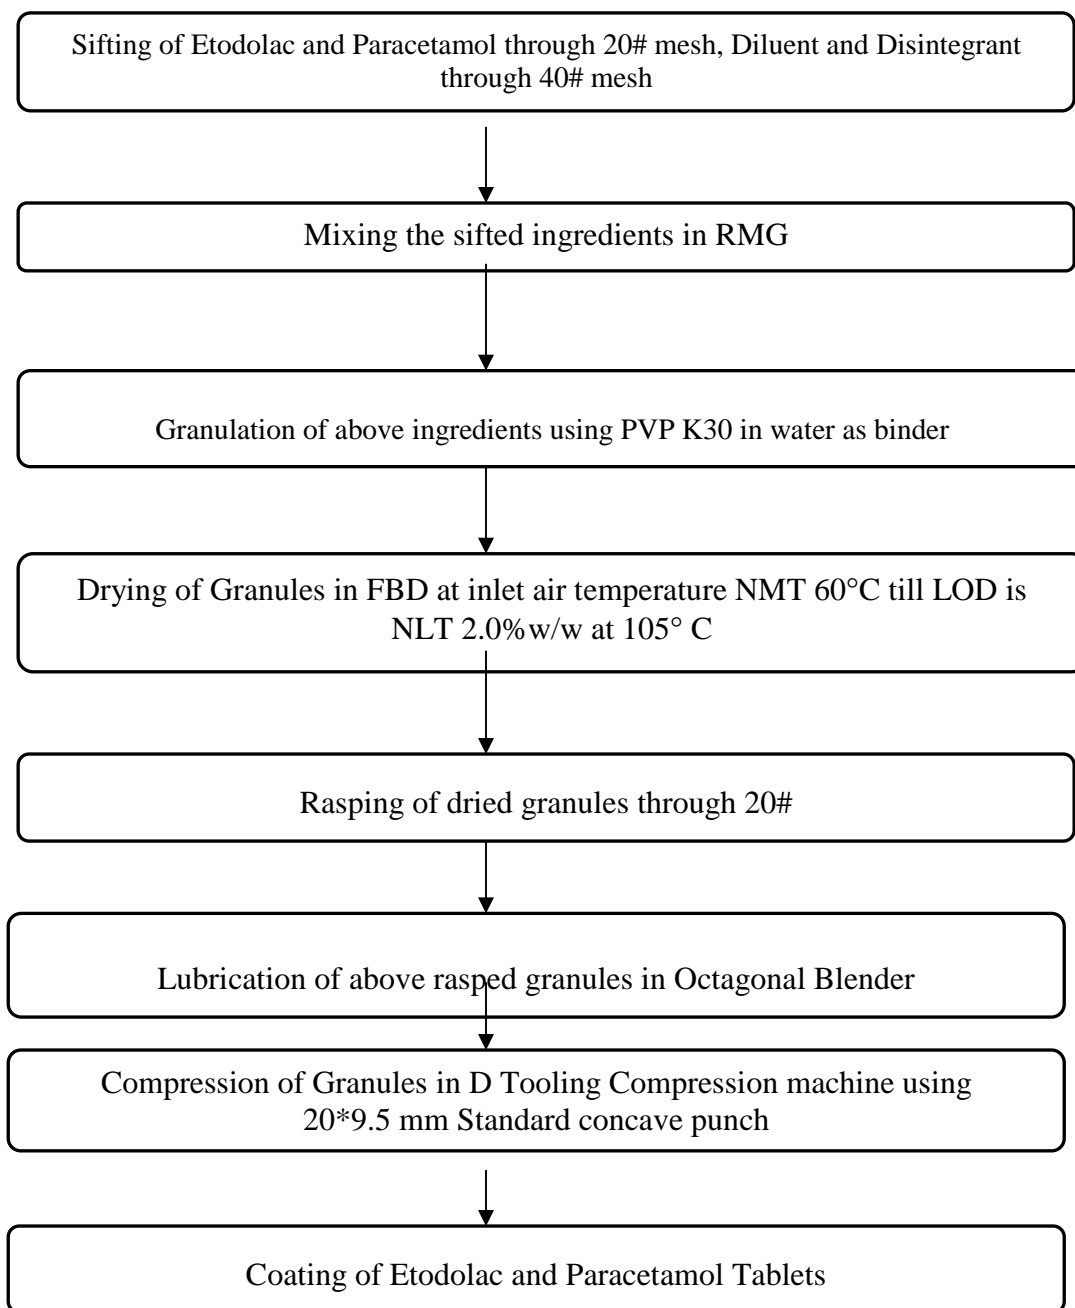 Sifting of Etodolac and Paracetamol through 20# mesh, Diluent and Disintegrant
through 40# mesh
Mixing the sifted ingredients in RMG
Granulation of above ingredients using PVP K30 in water as binder
Drying of Granules in FBD at inlet air temperature NMT 60°C till LOD is
NLT 2.0%w/w at 105° C
Rasping of dried granules through 20#
Lubrication of above rasped granules in Octagonal Blender
Compression of Granules in D Tooling Compression machine using
20*9.5 mm Standard concave punch
Coating of Etodolac and Paracetamol Tablets